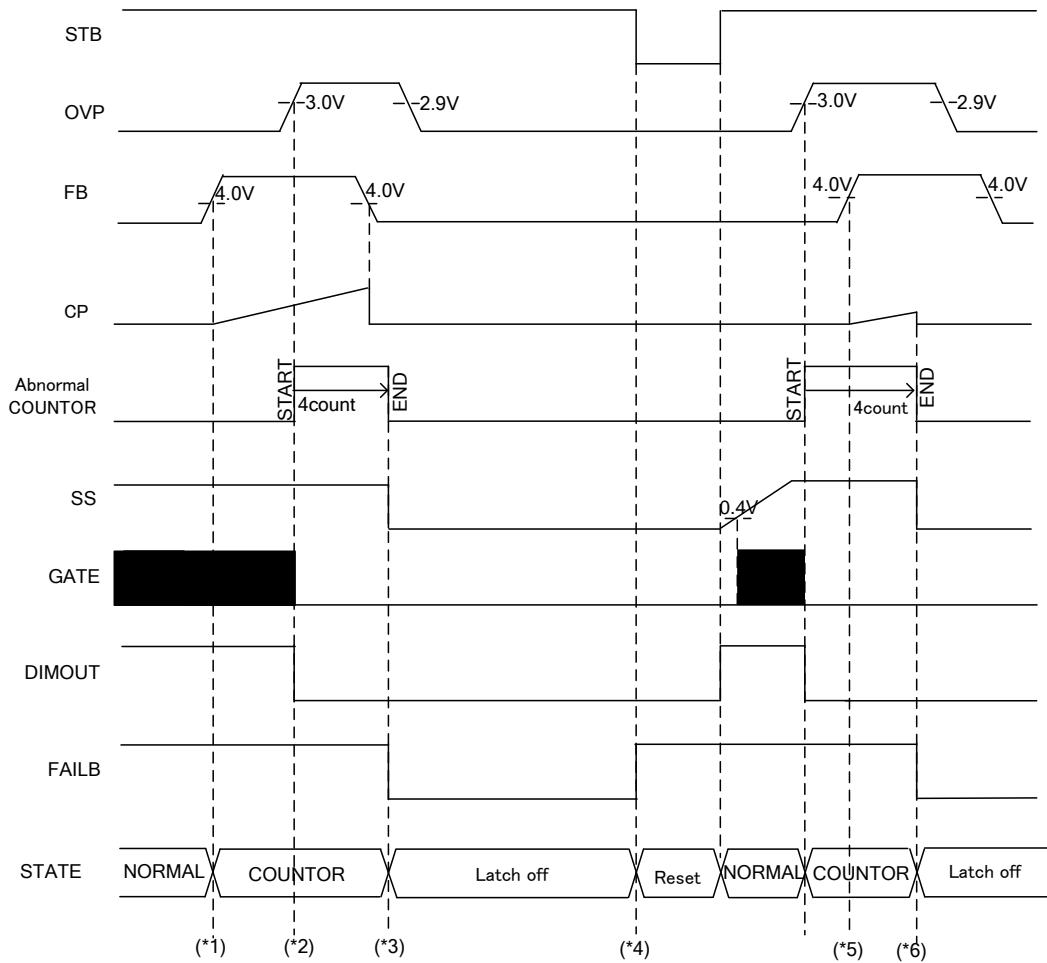 STB
OVP
3.0V
2.9V
3.0V
2.9V
FB
4.0V
4.0V
4.0V
4.0V
CP
Abnormal
COUNTOR
START
4count
END
START
4count
END
SS
0.4V
GATE
DIMOUT
FAILB
STATE
NORMAL
COUNTOR
Latch off
Reset
NORMAL
COUNTOR
Latch off
(*1)
(*2)
(*3)
(*4)
(*5)
(*6)